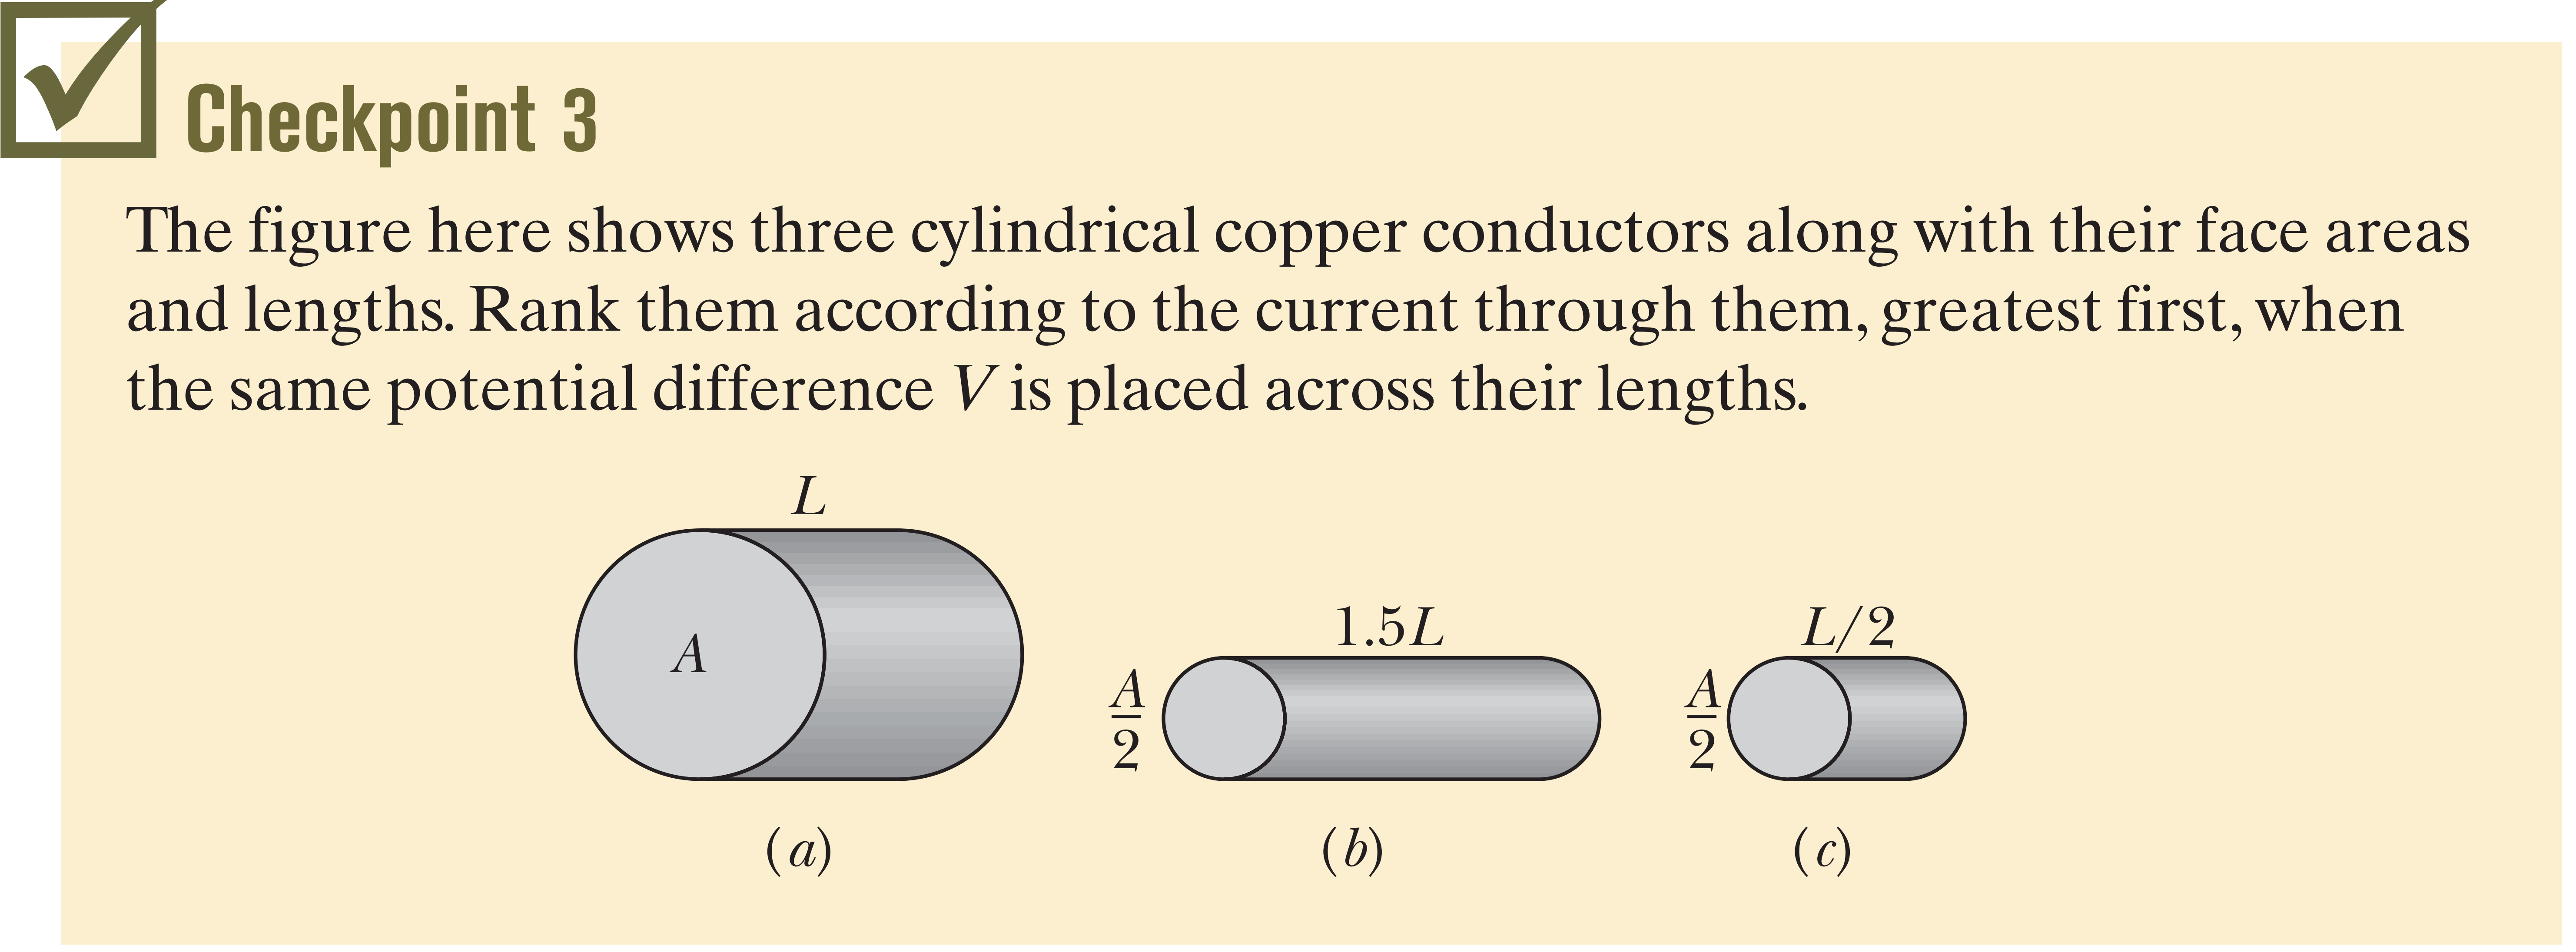 Checkpoint 3
The figure here shows three cylindrical copper conductors along with their face areas
and lengths. Rank them according to the current through them, greatest first, when
the same potential difference V is placed across their lengths.
L
A
(a)
1.5L
A
2
(b)
L/2
A
2
(c)